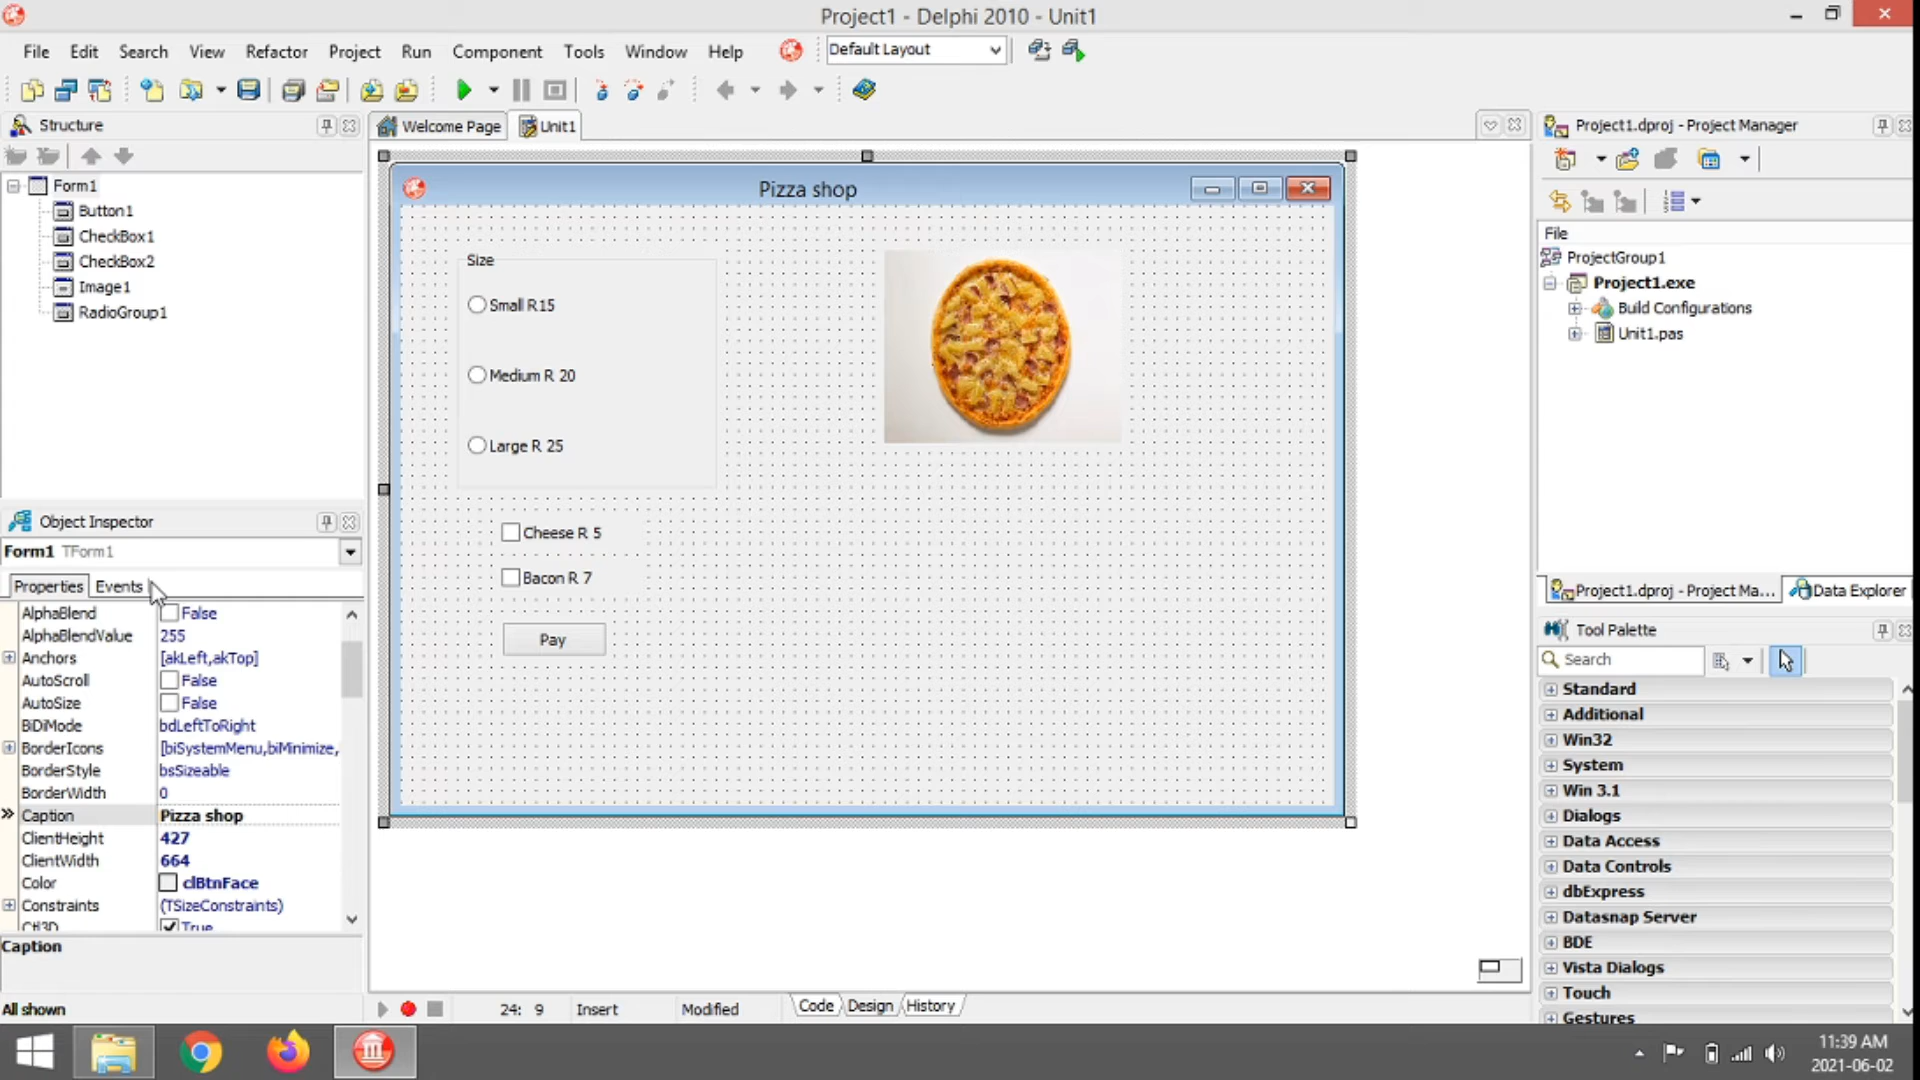 Project1 - Delphi 2010 - Unit1
File Edit Search View Refactor Project Run Component Tools Window Help Default Layout
Structure
Form1
Button1
CheckBox1
CheckBox2
Image1
RadioGroup1
Object Inspector
Form1 TForm1
Properties Events
AlphaBlend False
AlphaBlendValue 255
Anchors [akLeft,akTop]
AutoScroll False
AutoSize False
BiDiMode bdLeftToRight
BorderIcons [biSystemMenu,biMinimize,
BorderStyle bsSizeable
BorderWidth 0
Caption Pizza shop
ClientHeight 427
ClientWidth 664
Color clBtnFace
Constraints (TSizeConstraints)
Ctl3D True
Caption
All shown
Welcome Page Unit1
Pizza shop
Size
Small R15
Medium R 20
Large R 25
Cheese R 5
Bacon R 7
Pay
24: 9 Insert Modified Code Design History
Project1.dproj - Project Manager
File
ProjectGroup1
Project1.exe
Build Configurations
Unit1.pas
Project1.dproj - Project Ma... Data Explorer
Tool Palette
Search
Standard
Additional
Win32
System
Win 3.1
Dialogs
Data Access
Data Controls
dbExpress
Datasnap Server
BDE
Vista Dialogs
Touch
Gestures
11:39 AM
2021-06-02